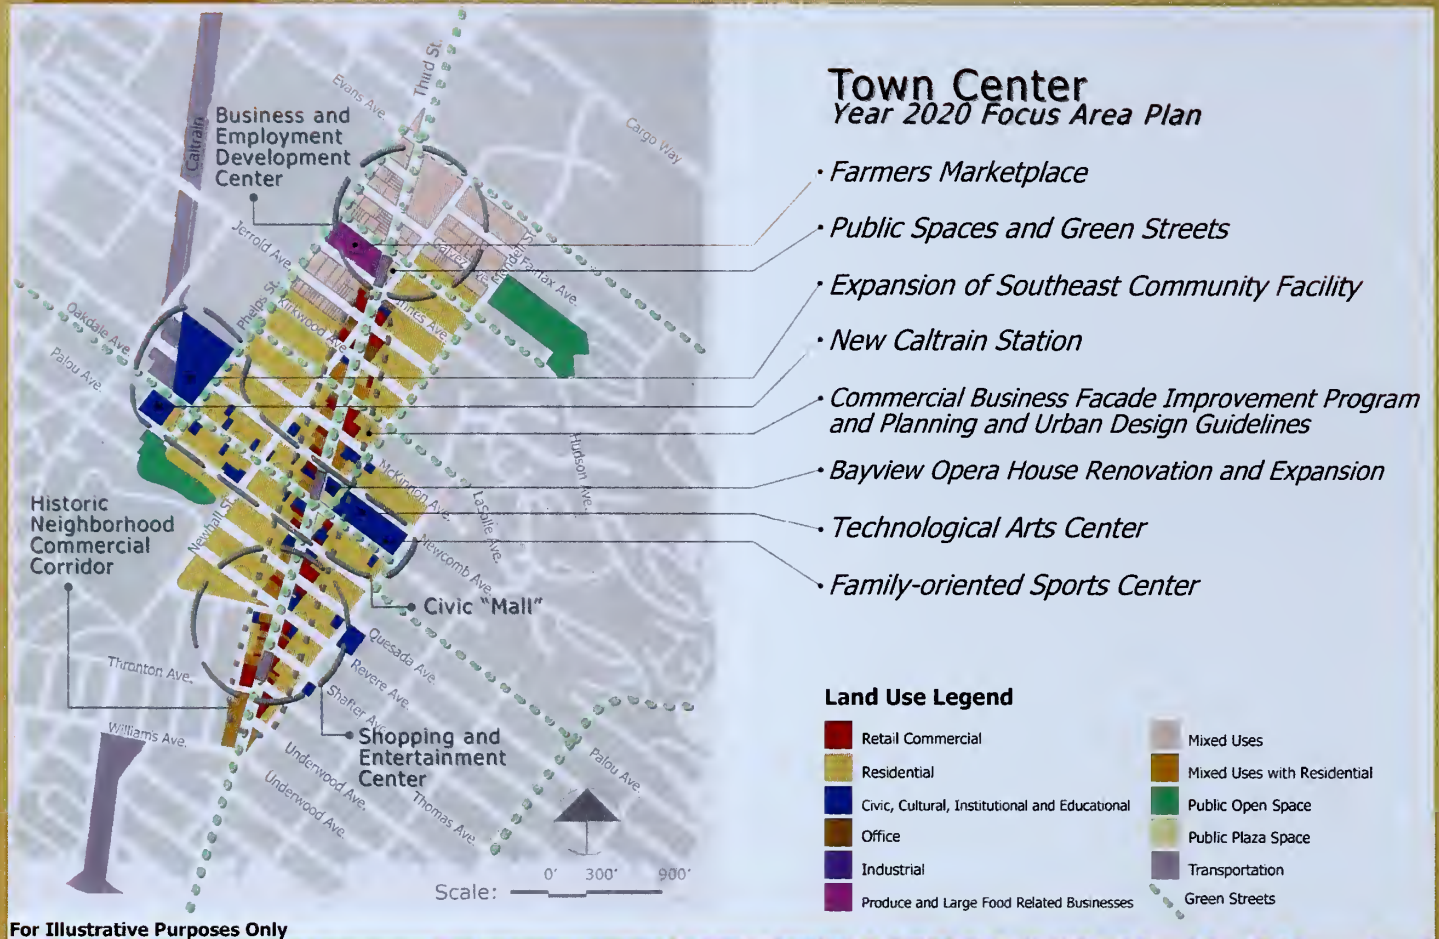 Town Center
Year 2020 Focus Area Plan
• Farmers Marketplace
• Public Spaces and Green Streets
• Expansion of Southeast Community Facility
• New Caltrain Station
• Commercial Business Facade Improvement Program
and Planning and Urban Design Guidelines
• Bayview Opera House Renovation and Expansion
• Technological Arts Center
• Family-oriented Sports Center
Third St.
Evans Ave.
Cargo Way
Caltrain
Business and
Employment
Development
Center
Jerrold Ave.
Mendell St.
Fairfax Ave.
Phelps St.
Kirkwood Ave.
Oakdale Ave.
Palou Ave.
Hudson Ave.
McKinnon Ave.
LaSalle Ave.
Newhall St.
Newcomb Ave.
Historic
Neighborhood
Commercial
Corridor
Civic "Mall"
Quesada Ave.
Revere Ave.
Shafter Ave.
Thronton Ave.
Williams Ave.
Shopping and
Entertainment
Center
Underwood Ave.
Underwood Ave.
Thomas Ave.
Palou Ave.
Scale:
0' 300' 900'
Land Use Legend
Retail Commercial
Residential
Civic, Cultural, Institutional and Educational
Office
Industrial
Produce and Large Food Related Businesses
Mixed Uses
Mixed Uses with Residential
Public Open Space
Public Plaza Space
Transportation
Green Streets
For Illustrative Purposes Only